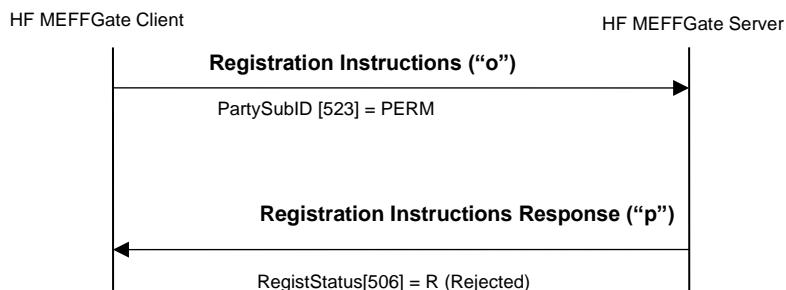 HF MEFFGate Client
HF MEFFGate Server
Registration Instructions (“o”)
PartySubID [523] = PERM
Registration Instructions Response (“p”)
RegistStatus[506] = R (Rejected)